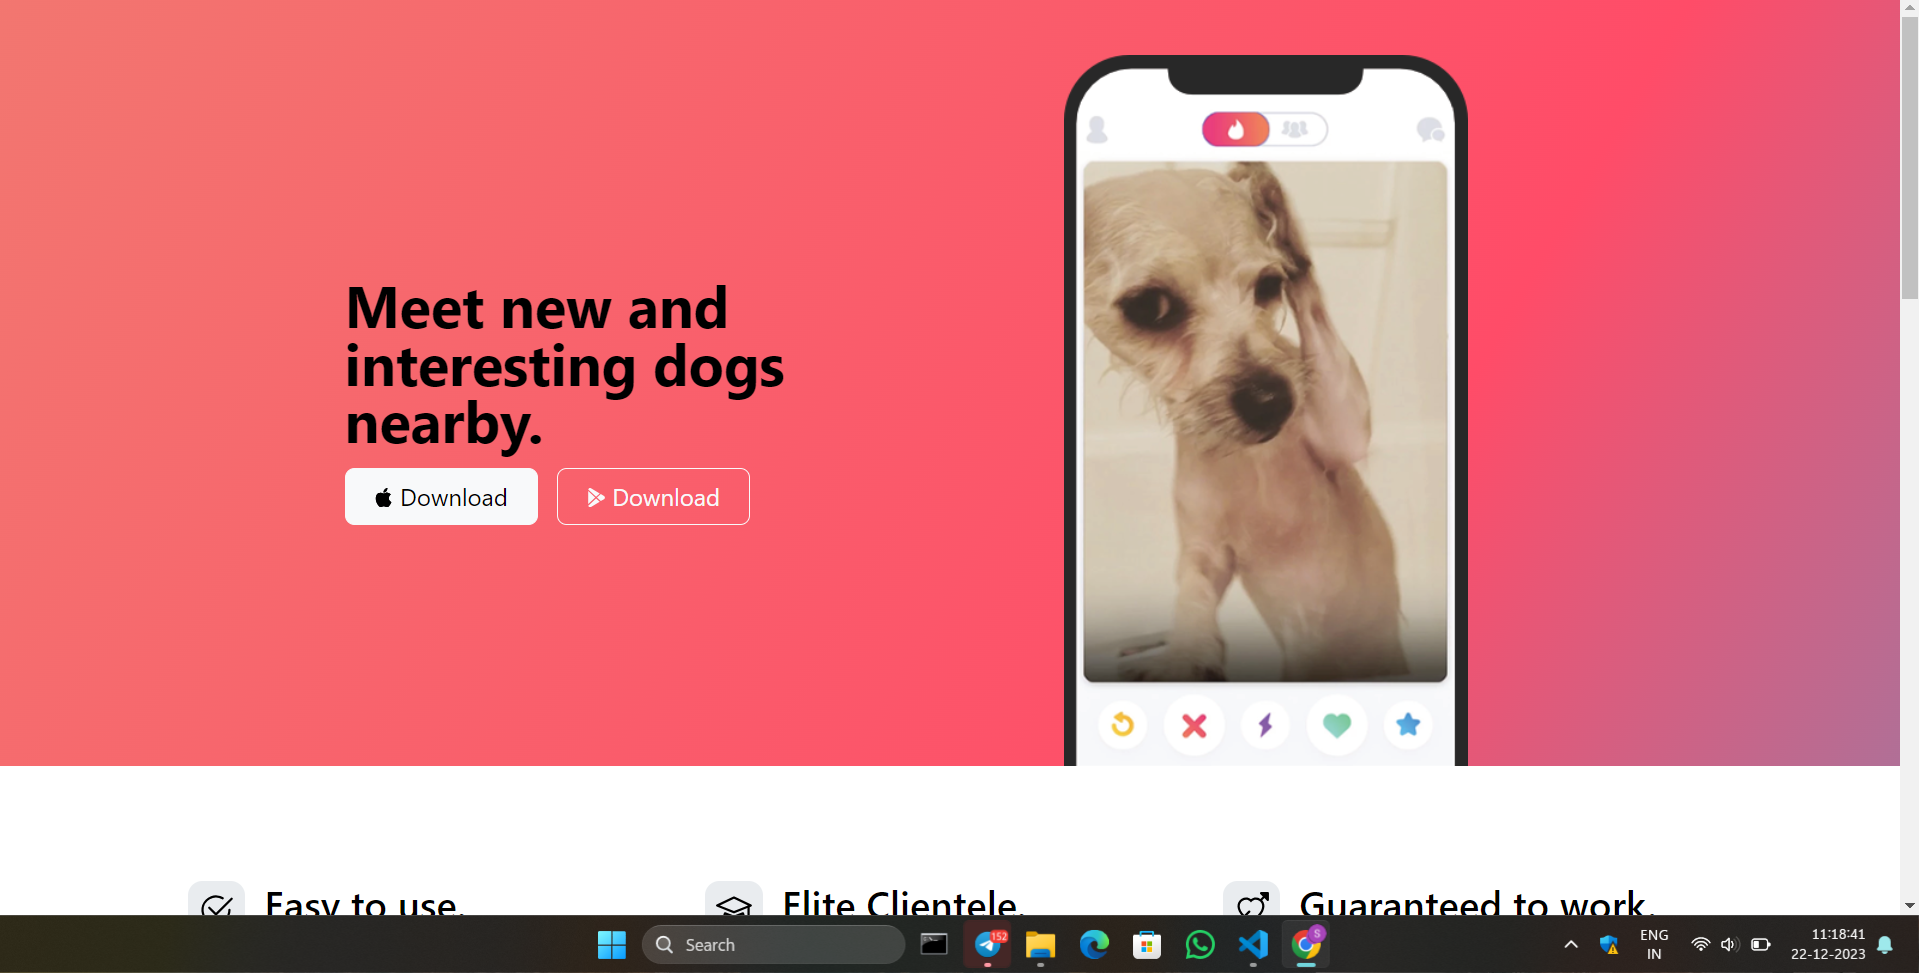 Meet new and
interesting dogs
nearby.
Download
Download
Easy to use.
Elite Clientele.
Guaranteed to work.
Search
152
S
ENG
IN
11:18:41
22-12-2023